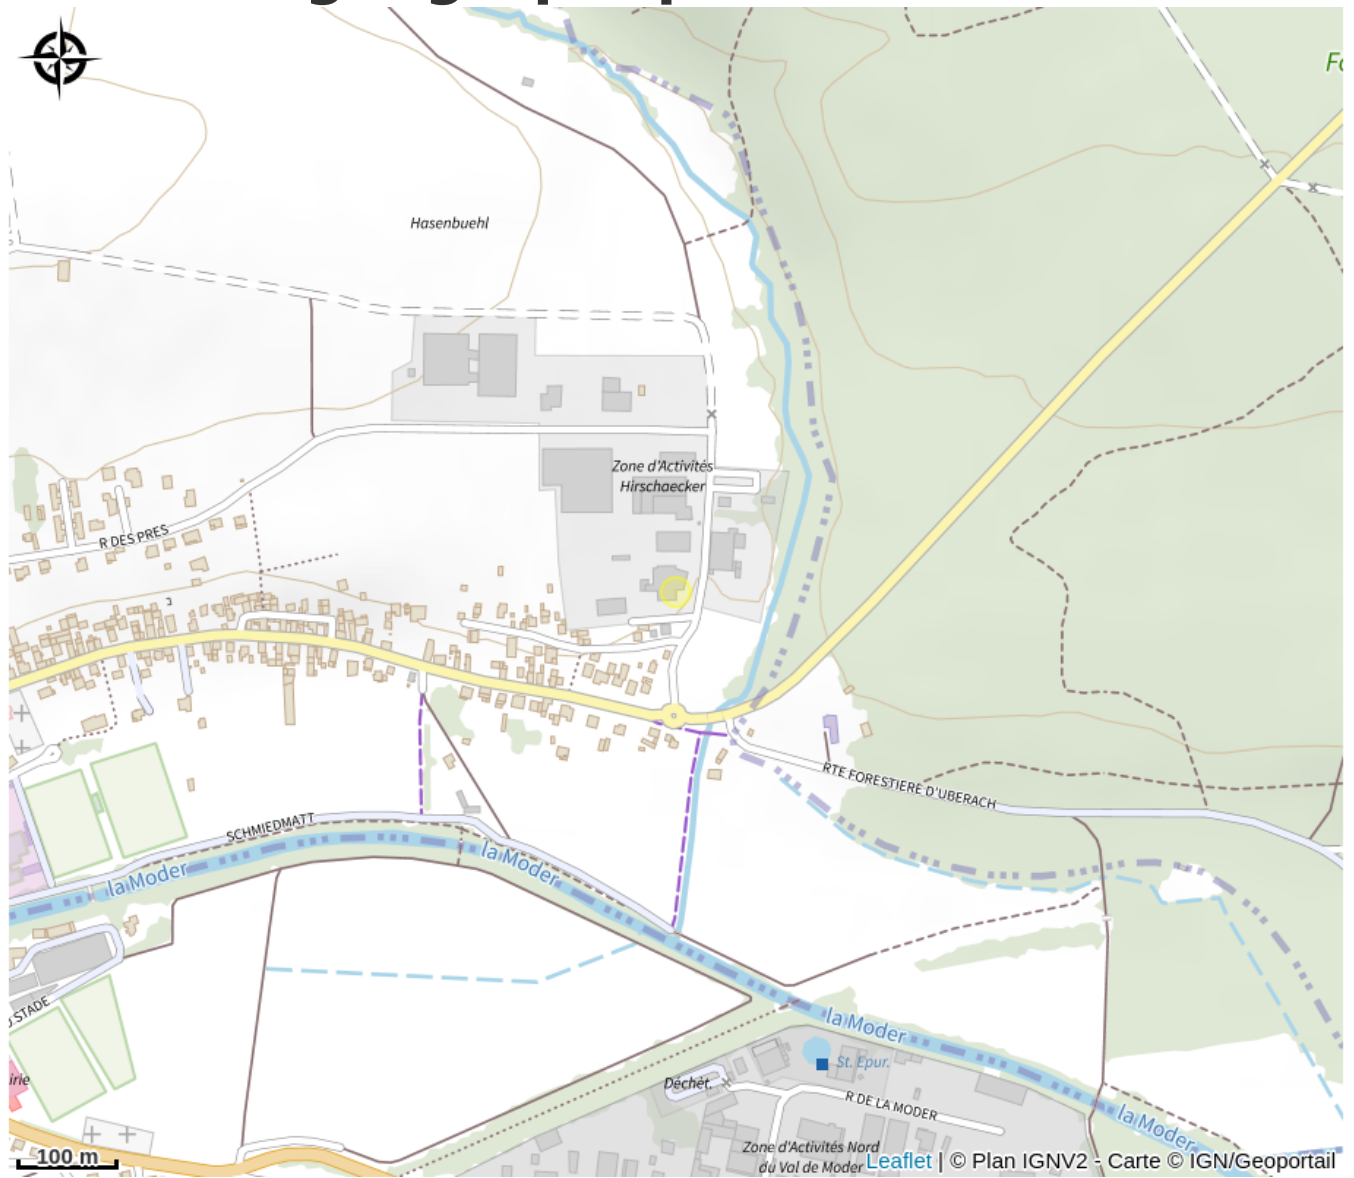 Hasenbuehl
Zone d'Activités
Hirschaecker
R DES PRES
RTE FORESTIERE D'UBERACH
SCHMIEDMATT
la Moder
la Moder
STADE
la Moder
St. Epur.
Déchèt.
R DE LA MODER
la Moder
Zone d'Activités Nord
du Val de Moder
100 m
Leaflet | © Plan IGNV2 - Carte © IGN/Geoportail